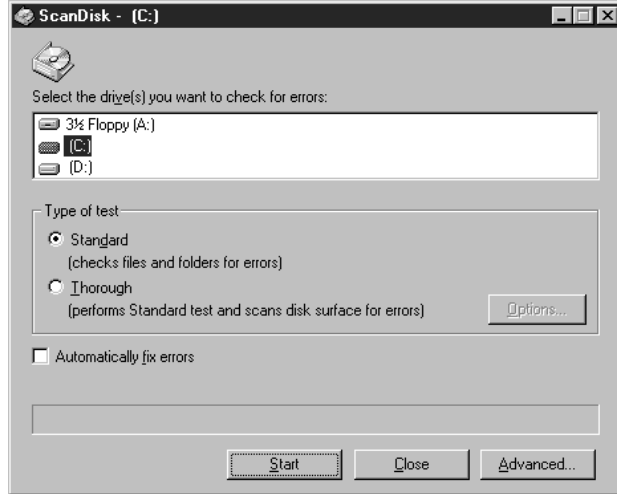 ScanDisk - (C:)
Select the drive(s) you want to check for errors:
3½ Floppy (A:)
(C:)
(D:)
Type of test
Standard
(checks files and folders for errors)
Thorough
(performs Standard test and scans disk surface for errors)
Options...
Automatically fix errors
Start
Close
Advanced...